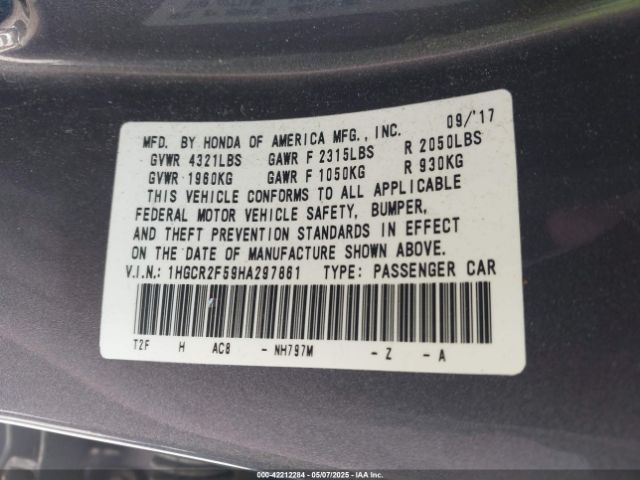 09/'17
MFD. BY HONDA OF AMERICA MFG., INC.
GVWR 4321LBS GAWR F 2315LBS R 2050LBS
GVWR 1960KG GAWR F 1050KG R 930KG
THIS VEHICLE CONFORMS TO ALL APPLICABLE
FEDERAL MOTOR VEHICLE SAFETY, BUMPER,
AND THEFT PREVENTION STANDARDS IN EFFECT
ON THE DATE OF MANUFACTURE SHOWN ABOVE.
V.I.N.: 1HGCR2F59HA297861 TYPE: PASSENGER CAR
T2F H AC8 - NH797M - Z - A
000-42212284 - 05/07/2025 - IAAI.COM